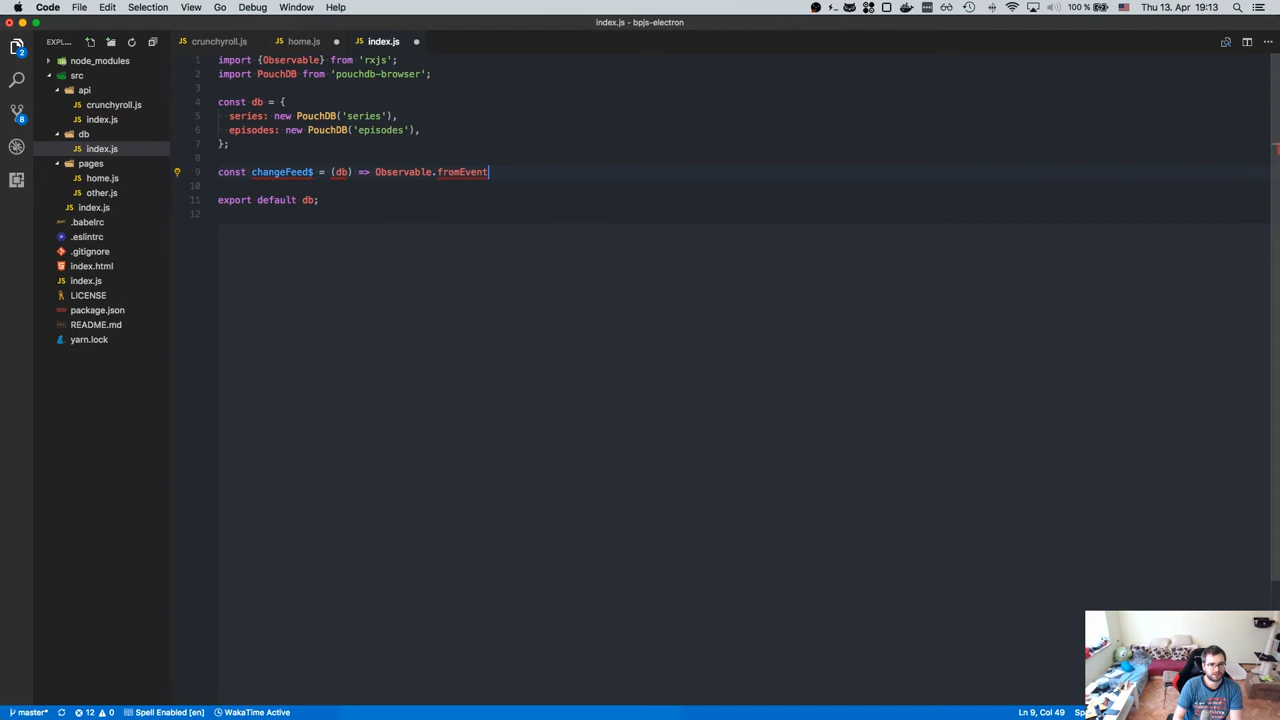 Code File Edit Selection View Go Debug Window Help
100 % Thu 13. Apr 19:13
index.js - bpjs-electron
EXPL...
crunchyroll.js home.js index.js
node_modules
src
api
crunchyroll.js
index.js
db
index.js
pages
home.js
other.js
index.js
.babelrc
.eslintrc
.gitignore
index.html
index.js
LICENSE
package.json
README.md
yarn.lock
2
8
1 import {Observable} from 'rxjs';
2 import PouchDB from 'pouchdb-browser';
3
4 const db = {
5 series: new PouchDB('series'),
6 episodes: new PouchDB('episodes'),
7 };
8
9 const changeFeed$ = (db) => Observable.fromEvent
10
11 export default db;
12
master* 12 0 Spell Enabled [en] WakaTime Active
Ln 9, Col 49